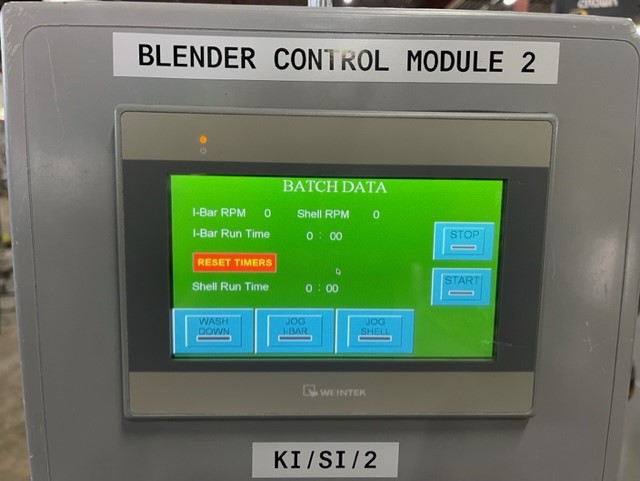 BLENDER CONTROL MODULE 2
BATCH DATA
I-Bar RPM 0 Shell RPM 0
I-Bar Run Time 0 : 00
STOP
RESET TIMERS
START
Shell Run Time 0 : 00
WASH DOWN
JOG I-BAR
JOG SHELL
WEINTEK
KI/SI/2